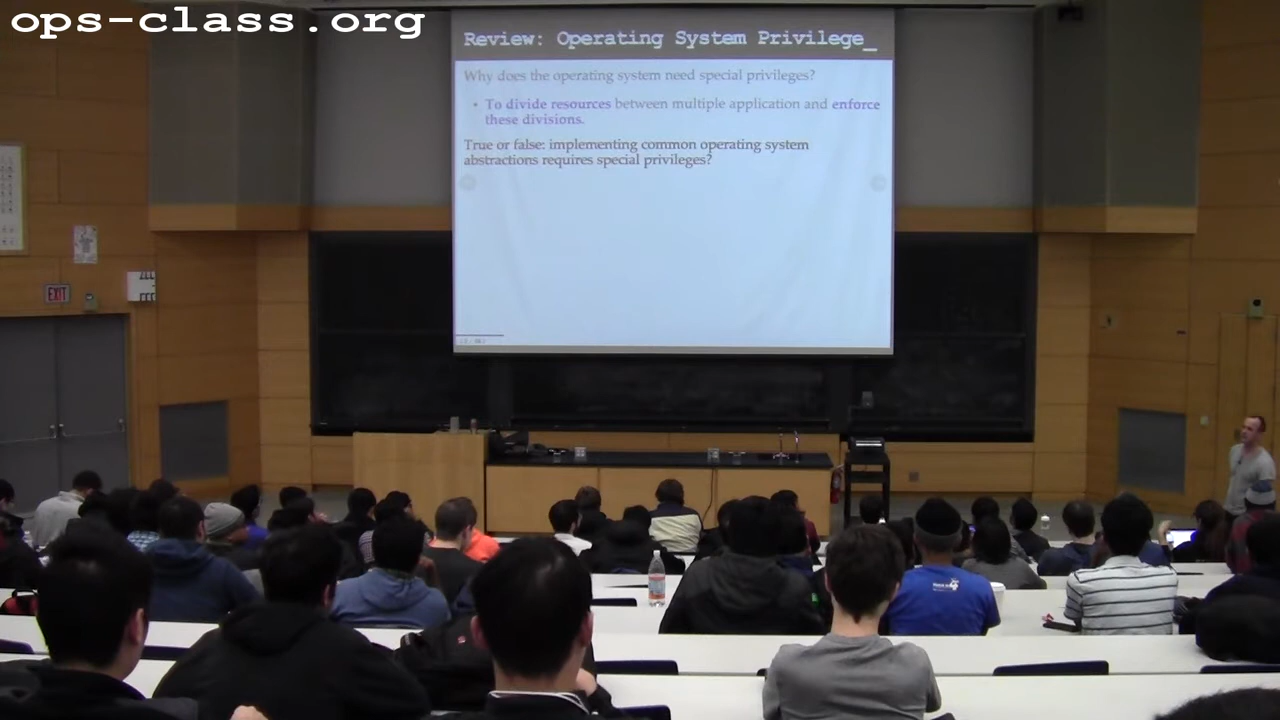 ops-class.org
Review: Operating System Privilege_
Why does the operating system need special privileges?
• To divide resources between multiple application and enforce
these divisions.
True or false: implementing common operating system
abstractions requires special privileges?
EXIT